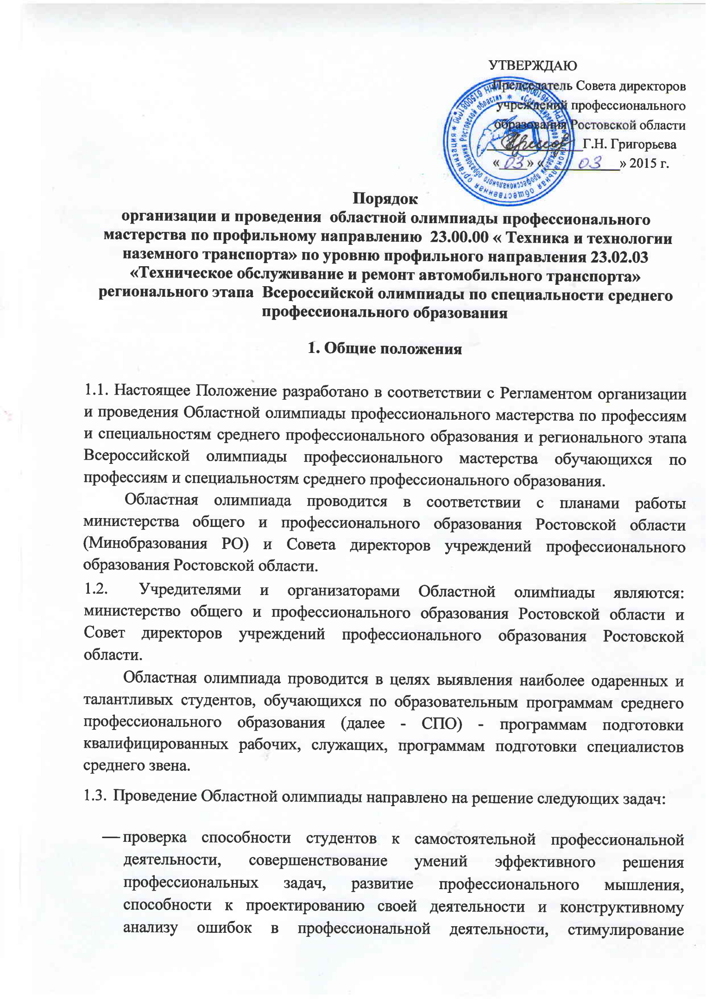 УТВЕРЖДАЮ
Председатель Совета директоров
учреждений профессионального
образования Ростовской области
Г.Н. Григорьева
«03» «03» 2015 г.
Порядок
организации и проведения областной олимпиады профессионального
мастерства по профильному направлению 23.00.00 « Техника и технологии
наземного транспорта» по уровню профильного направления 23.02.03
«Техническое обслуживание и ремонт автомобильного транспорта»
регионального этапа Всероссийской олимпиады по специальности среднего
профессионального образования
1. Общие положения
1.1. Настоящее Положение разработано в соответствии с Регламентом организации
и проведения Областной олимпиады профессионального мастерства по профессиям
и специальностям среднего профессионального образования и регионального этапа
Всероссийской олимпиады профессионального мастерства обучающихся по
профессиям и специальностям среднего профессионального образования.
Областная олимпиада проводится в соответствии с планами работы
министерства общего и профессионального образования Ростовской области
(Минобразования РО) и Совета директоров учреждений профессионального
образования Ростовской области.
1.2. Учредителями и организаторами Областной олимпиады являются:
министерство общего и профессионального образования Ростовской области и
Совет директоров учреждений профессионального образования Ростовской
области.
Областная олимпиада проводится в целях выявления наиболее одаренных и
талантливых студентов, обучающихся по образовательным программам среднего
профессионального образования (далее - СПО) - программам подготовки
квалифицированных рабочих, служащих, программам подготовки специалистов
среднего звена.
1.3. Проведение Областной олимпиады направлено на решение следующих задач:
— проверка способности студентов к самостоятельной профессиональной
деятельности, совершенствование умений эффективного решения
профессиональных задач, развитие профессионального мышления,
способности к проектированию своей деятельности и конструктивному
анализу ошибок в профессиональной деятельности, стимулирование